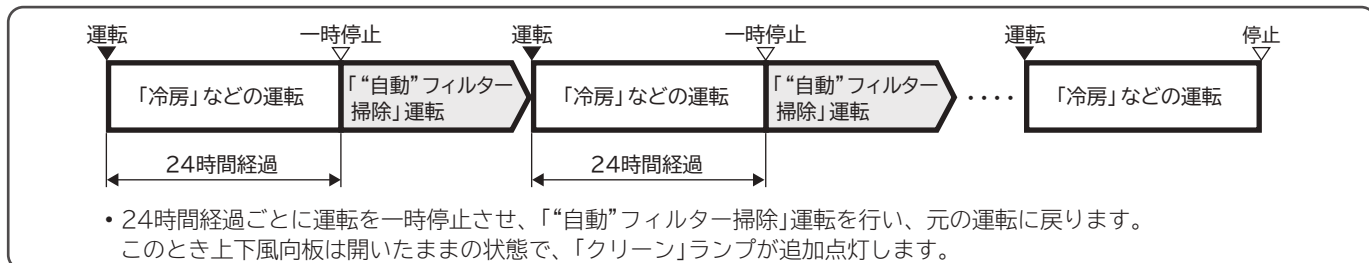 運転 一時停止 運転 一時停止 運転 停止
「冷房」などの運転 「“自動”フィルター掃除」運転 「冷房」などの運転 「“自動”フィルター掃除」運転 ・・・・ 「冷房」などの運転
24時間経過 24時間経過
• 24時間経過ごとに運転を一時停止させ、「“自動”フィルター掃除」運転を行い、元の運転に戻ります。
このとき上下風向板は開いたままの状態で、「クリーン」ランプが追加点灯します。